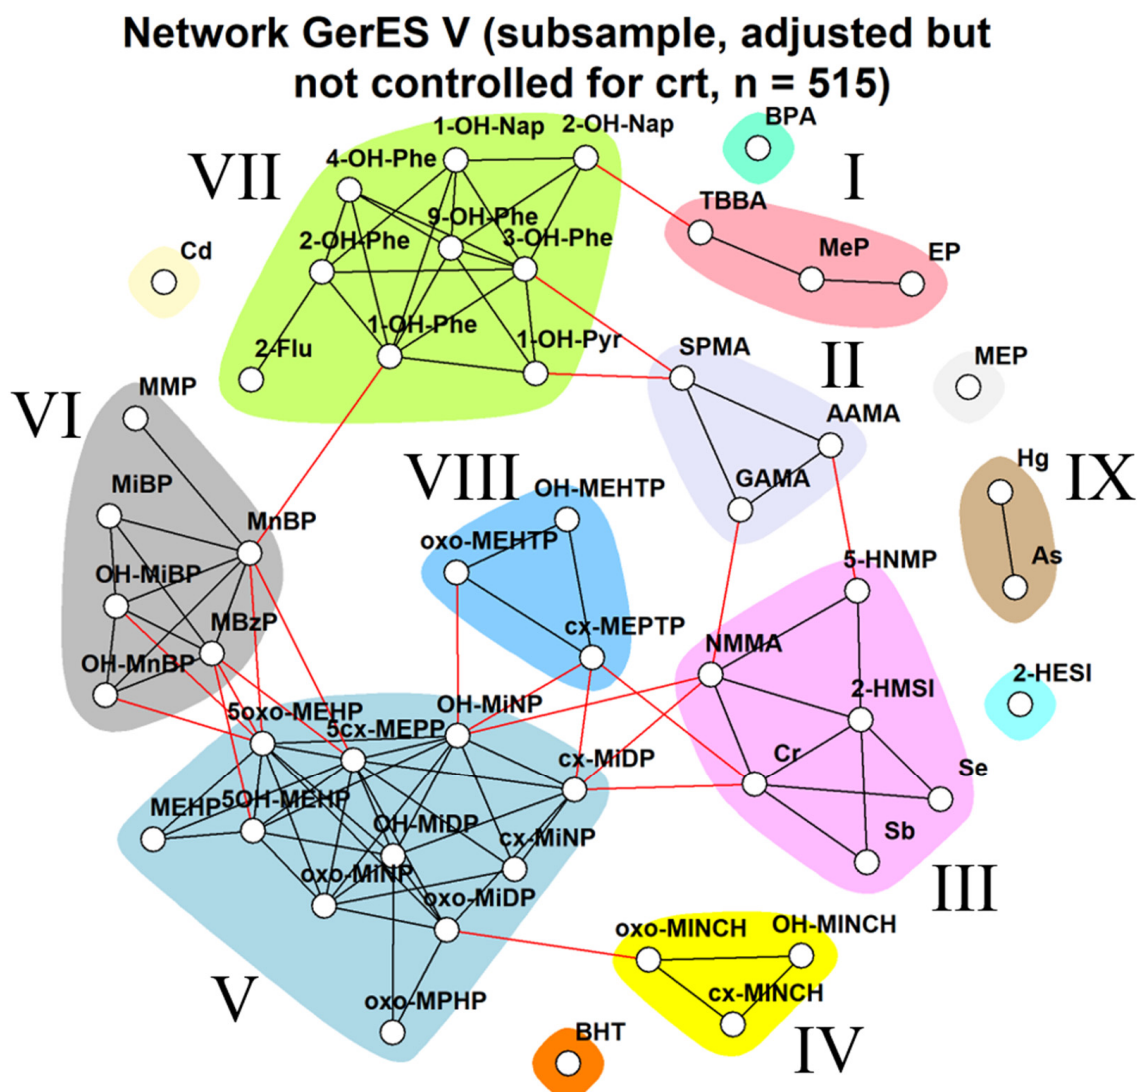 Network GerES V (subsample, adjusted but
not controlled for crt, n = 515)
BPA
1-OH-Nap
2-OH-Nap
4-OH-Phe
VII
I
TBBA
9-OH-Phe
3-OH-Phe
2-OH-Phe
MeP
EP
Cd
1-OH-Phe
1-OH-Pyr
2-Flu
SPMA
II
MEP
MMP
VI
AAMA
Hg
IX
MiBP
VIII
OH-MEHTP
GAMA
MnBP
oxo-MEHTP
As
5-HNMP
OH-MiBP
MBzP
cx-MEPTP
NMMA
OH-MnBP
2-HESI
OH-MiNP
2-HMSI
5oxo-MEHP
5cx-MEPP
cx-MiDP
Cr
Se
MEHP
5OH-MEHP
OH-MiDP
cx-MiNP
Sb
oxo-MiNP
oxo-MiDP
III
oxo-MINCH
OH-MINCH
V
cx-MINCH
oxo-MPHP
BHT
IV